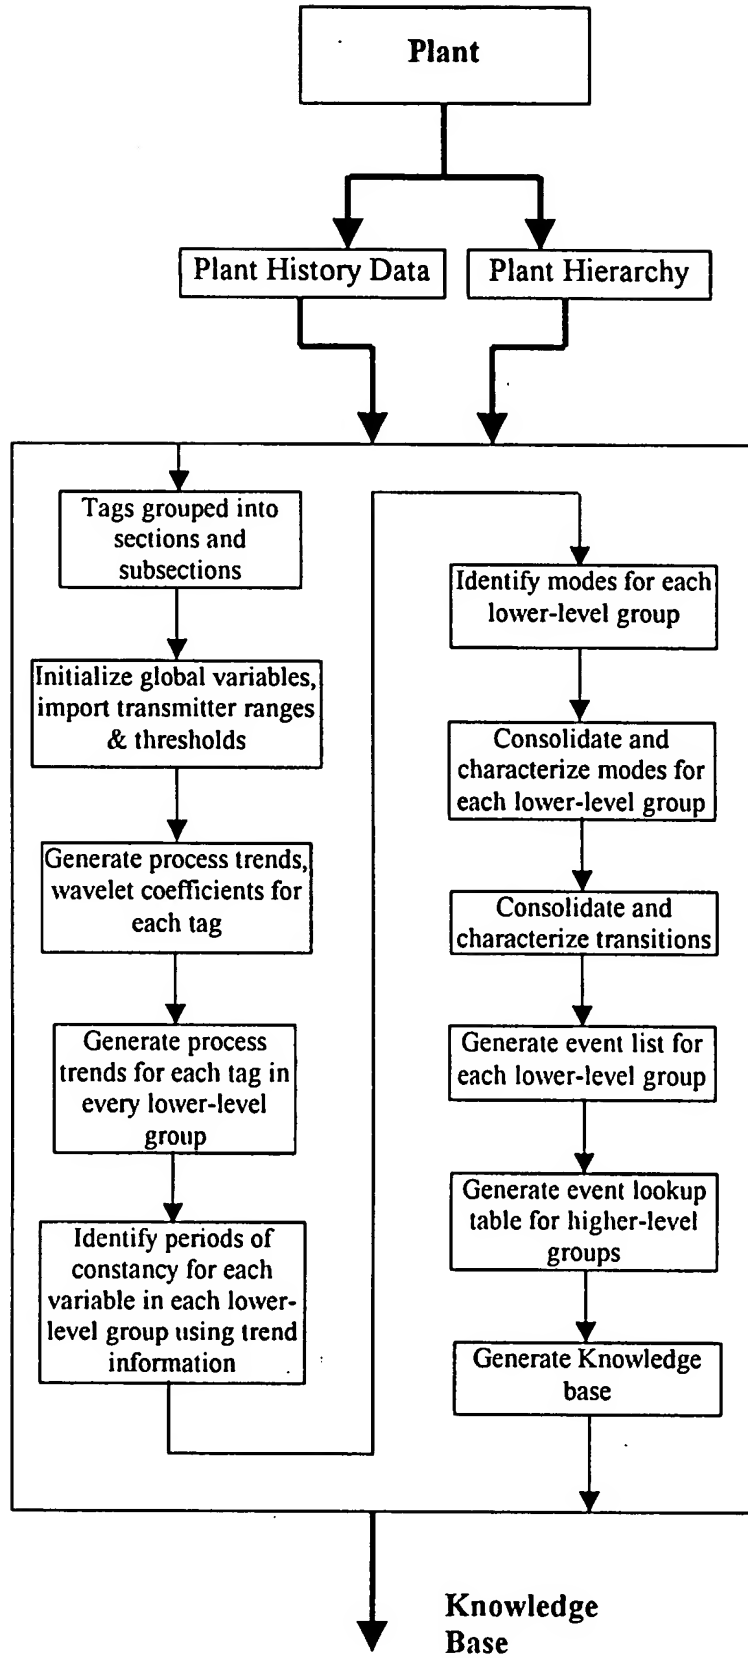 Plant
Plant History Data
Plant Hierarchy
Tags grouped into
sections and
subsections
Initialize global variables,
import transmitter ranges
& thresholds
Generate process trends,
wavelet coefficients for
each tag
Generate process
trends for each tag in
every lower-level
group
Identify periods of
constancy for each
variable in each lower-
level group using trend
information
Identify modes for each
lower-level group
Consolidate and
characterize modes for
each lower-level group
Consolidate and
characterize transitions
Generate event list for
each lower-level group
Generate event lookup
table for higher-level
groups
Generate Knowledge
base
Knowledge
Base